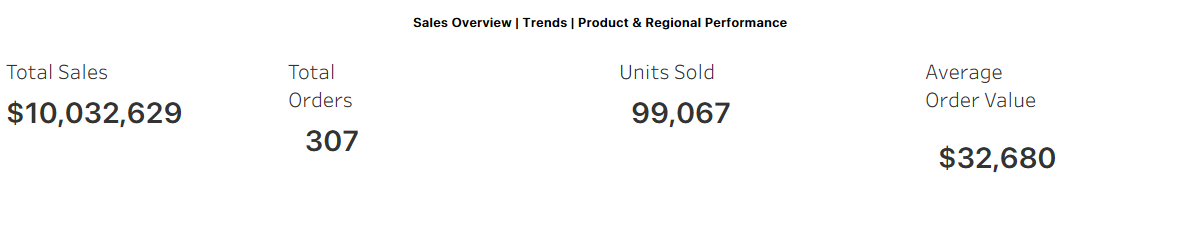 Sales Overview | Trends | Product & Regional Performance
Total Sales
$10,032,629
Total
Orders
307
Units Sold
99,067
Average
Order Value
$32,680